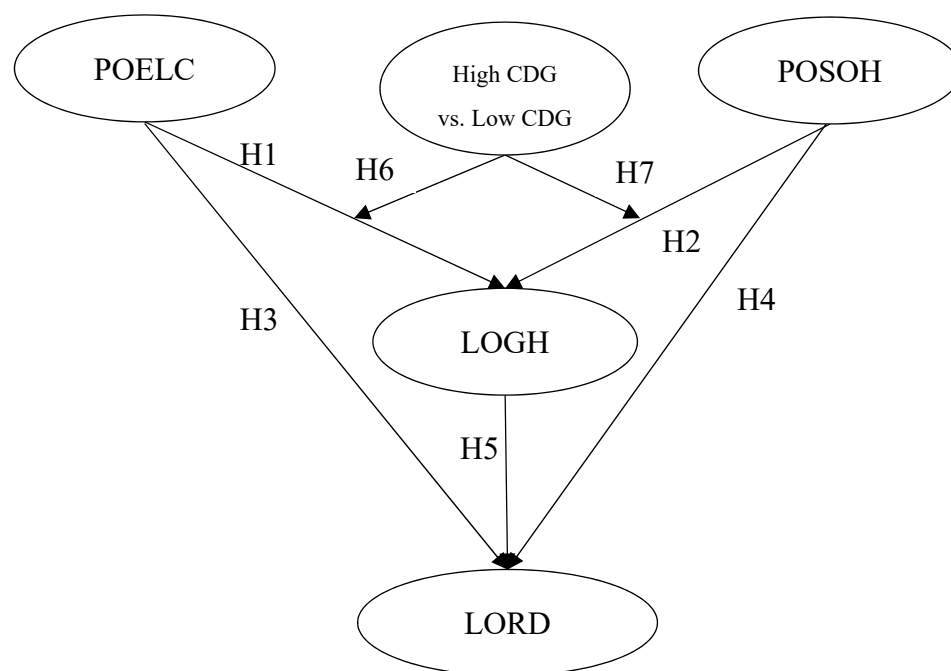 POELC
High CDG
vs. Low CDG
POSOH
H1
H6
H7
H2
H3
H4
LOGH
H5
LORD